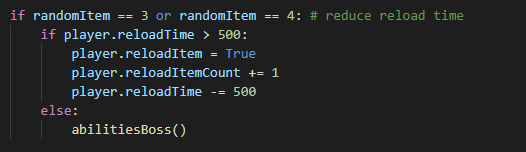 if randomItem == 3 or randomItem == 4: # reduce reload time
    if player.reloadTime > 500:
        player.reloadItem = True
        player.reloadItemCount += 1
        player.reloadTime -= 500
    else:
        abilitiesBoss()